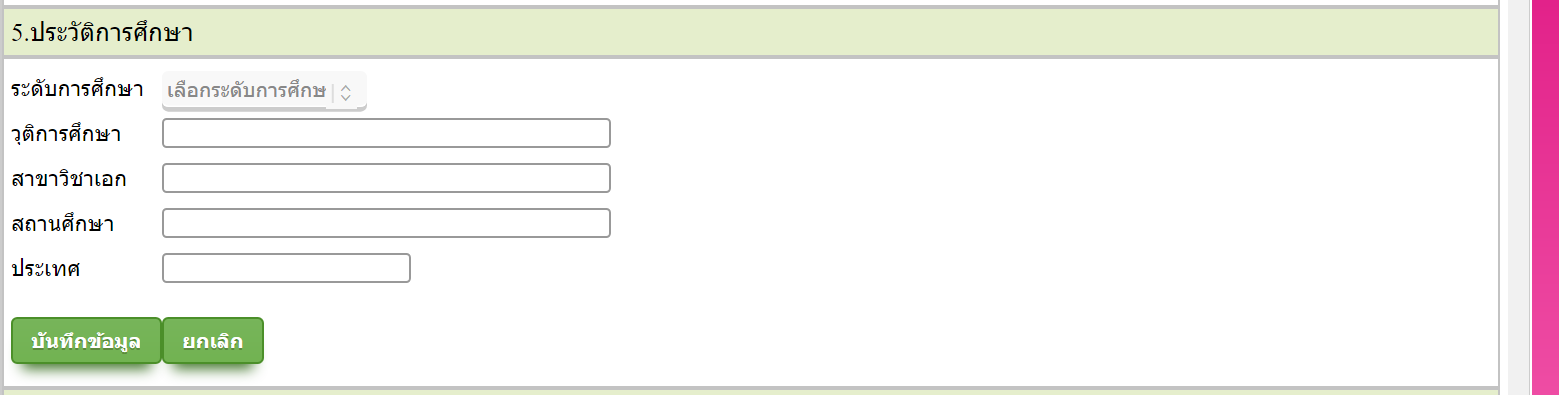 5.ประวัติการศึกษา
ระดับการศึกษา เลือกระดับการศึกษ
วุติการศึกษา
สาขาวิชาเอก
สถานศึกษา
ประเทศ
บันทึกข้อมูล ยกเลิก